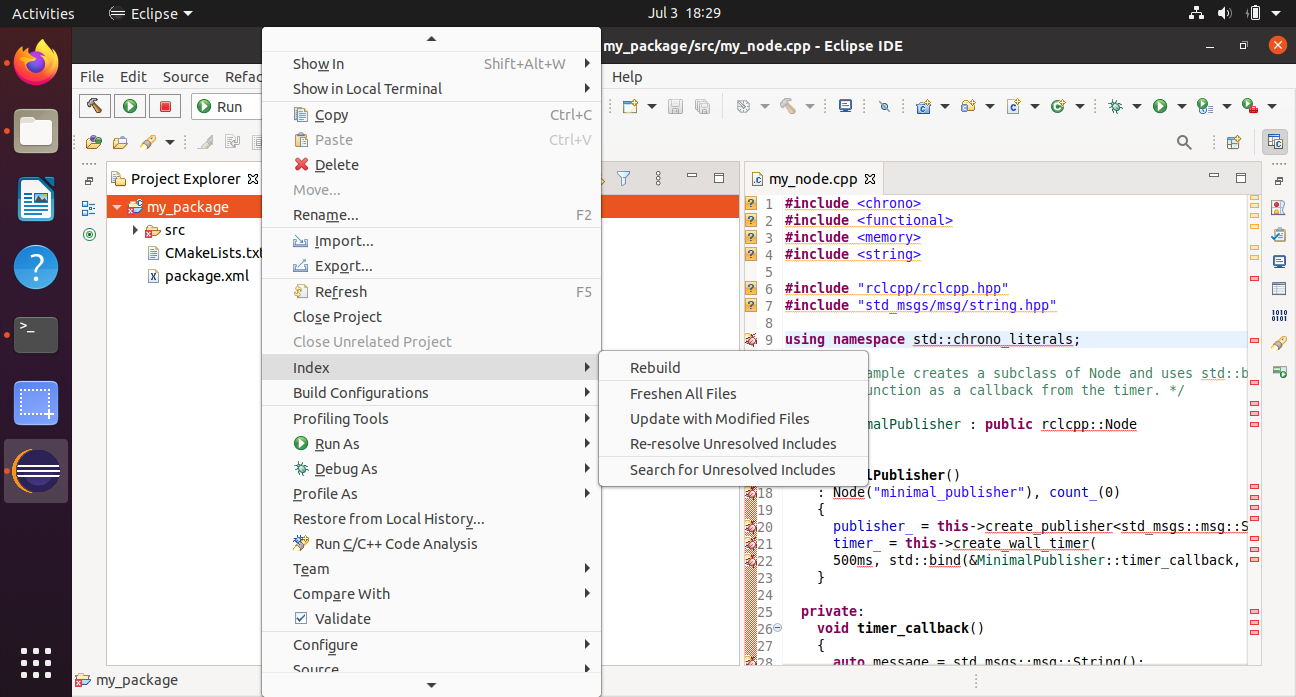 Activities
Eclipse
Jul 3 18:29
my_package/src/my_node.cpp - Eclipse IDE
File Edit Source Refac
Help
Run
Project Explorer
my_package
src
CMakeLists.txt
package.xml
Show In Shift+Alt+W
Show in Local Terminal
Copy Ctrl+C
Paste Ctrl+V
Delete
Move...
Rename... F2
Import...
Export...
Refresh F5
Close Project
Close Unrelated Project
Index
Build Configurations
Profiling Tools
Run As
Debug As
Profile As
Restore from Local History...
Run C/C++ Code Analysis
Team
Compare With
Validate
Configure
Source
Rebuild
Freshen All Files
Update with Modified Files
Re-resolve Unresolved Includes
Search for Unresolved Includes
my_node.cpp
1 #include <chrono>
2 #include <functional>
3 #include <memory>
4 #include <string>
5
6 #include "rclcpp/rclcpp.hpp"
7 #include "std_msgs/msg/string.hpp"
8
9 using namespace std::chrono_literals;
ample creates a subclass of Node and uses std::b
unction as a callback from the timer. */
malPublisher : public rclcpp::Node
lPublisher()
18 : Node("minimal_publisher"), count_(0)
19 {
20 publisher_ = this->create_publisher<std_msgs::msg::S
21 timer_ = this->create_wall_timer(
22 500ms, std::bind(&MinimalPublisher::timer_callback,
23 }
24
25 private:
26 void timer_callback()
27 {
28 auto message = std_msgs::msg::String();
my_package